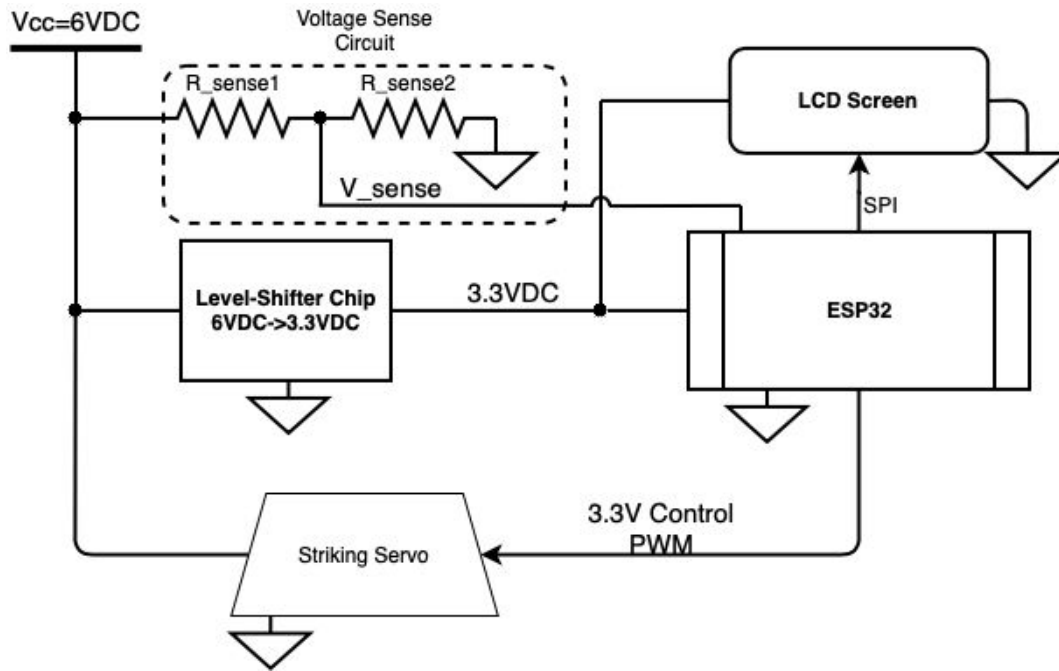 Vcc=6VDC
Voltage Sense
Circuit
R_sense1
R_sense2
LCD Screen
V_sense
SPI
Level-Shifter Chip
6VDC->3.3VDC
3.3VDC
ESP32
3.3V Control
PWM
Striking Servo